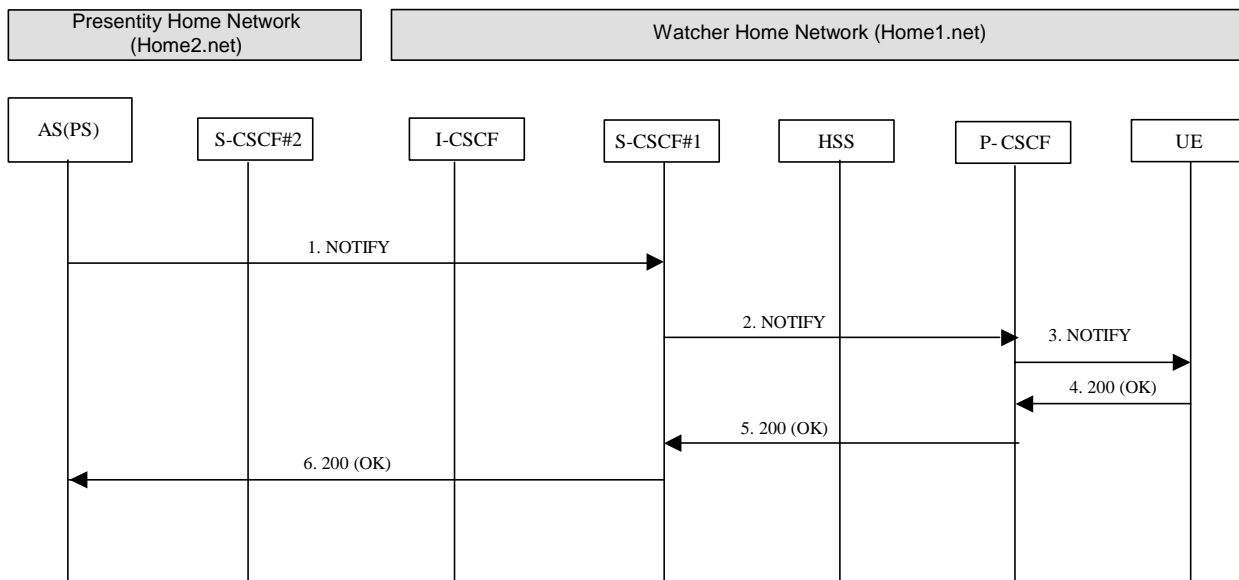 Presentity Home Network
(Home2.net)
Watcher Home Network (Home1.net)
AS(PS)
S-CSCF#2
I-CSCF
S-CSCF#1
HSS
P- CSCF
UE
1. NOTIFY
2. NOTIFY
3. NOTIFY
4. 200 (OK)
5. 200 (OK)
6. 200 (OK)